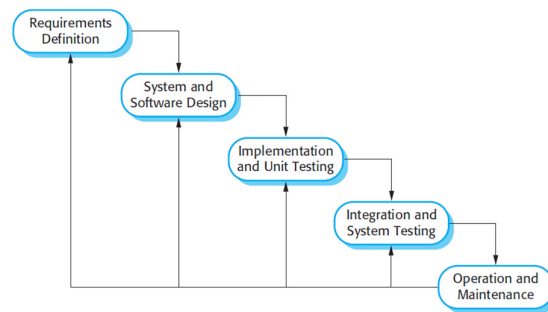 Requirements
Definition
System and
Software Design
Implementation
and Unit Testing
Integration and
System Testing
Operation and
Maintenance